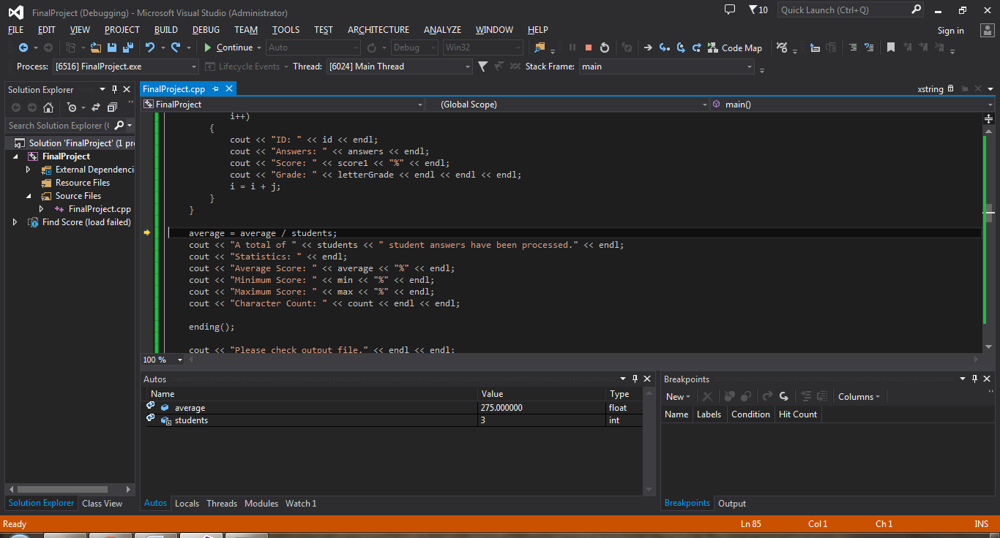 FinalProject (Debugging) - Microsoft Visual Studio (Administrator)
10
Quick Launch (Ctrl+Q)
FILE EDIT VIEW PROJECT BUILD DEBUG TEAM TOOLS TEST ARCHITECTURE ANALYZE WINDOW HELP
Sign in
Continue Auto Debug Win32 Code Map
Process: [6516] FinalProject.exe Lifecycle Events Thread: [6024] Main Thread Stack Frame: main
Solution Explorer
Search Solution Explorer (
Solution 'FinalProject' (1 pr
FinalProject
External Dependenci
Resource Files
Source Files
FinalProject.cpp
Find Score (load failed)
Solution Explorer Class View
FinalProject.cpp
xstring
FinalProject (Global Scope) main()
i++)
{
cout << "ID: " << id << endl;
cout << "Answers: " << answers << endl;
cout << "Score: " << score1 << "%" << endl;
cout << "Grade: " << letterGrade << endl << endl << endl;
i = i + j;
}
}
average = average / students;
cout << "A total of " << students << " student answers have been processed." << endl;
cout << "Statistics: " << endl;
cout << "Average Score: " << average << "%" << endl;
cout << "Minimum Score: " << min << "%" << endl;
cout << "Maximum Score: " << max << "%" << endl;
cout << "Character Count: " << count << endl << endl;
ending();
cout << "Please check output file." << endl << endl;
100 %
Autos
Name Value Type
average 275.000000 float
students 3 int
Autos Locals Threads Modules Watch 1
Breakpoints
New Columns
Name Labels Condition Hit Count
Breakpoints Output
Ready Ln 85 Col 1 Ch 1 INS